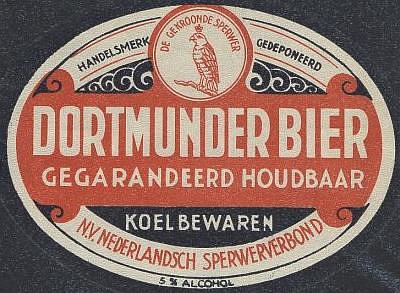 DE GEKROONDE SPERWER
HANDELSMERK GEDEPONEERD
DORTMUNDER BIER
GEGARANDEERD HOUDBAAR
KOEL BEWAREN
N.V. NEDERLANDSCH SPERWERVERBOND
5 % ALCOHOL